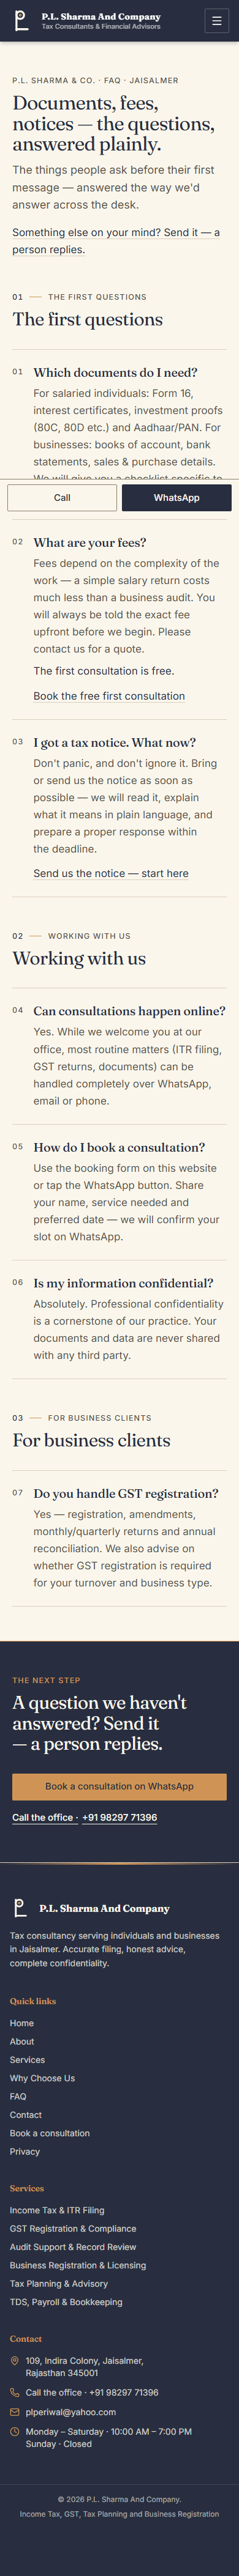 P.L. Sharma And Company
Tax Consultants & Financial Advisors
P.L. SHARMA & CO. · FAQ · JAISALMER
Documents, fees,
notices — the questions,
answered plainly.
The things people ask before their first
message — answered the way we'd
answer across the desk.
Something else on your mind? Send it — a
person replies.
01 — THE FIRST QUESTIONS
The first questions
01 Which documents do I need?
For salaried individuals: Form 16,
interest certificates, investment proofs
(80C, 80D etc.) and Aadhaar/PAN. For
businesses: books of account, bank
statements, sales & purchase details.
We will give you a checklist specific to
Call
WhatsApp
02 What are your fees?
Fees depend on the complexity of the
work — a simple salary return costs
much less than a business audit. You
will always be told the exact fee
upfront before we begin. Please
contact us for a quote.
The first consultation is free.
Book the free first consultation
03 I got a tax notice. What now?
Don't panic, and don't ignore it. Bring
or send us the notice as soon as
possible — we will read it, explain
what it means in plain language, and
prepare a proper response within
the deadline.
Send us the notice — start here
02 — WORKING WITH US
Working with us
04 Can consultations happen online?
Yes. While we welcome you at our
office, most routine matters (ITR filing,
GST returns, documents) can be
handled completely over WhatsApp,
email or phone.
05 How do I book a consultation?
Use the booking form on this website
or tap the WhatsApp button. Share
your name, service needed and
preferred date — we will confirm your
slot on WhatsApp.
06 Is my information confidential?
Absolutely. Professional confidentiality
is a cornerstone of our practice. Your
documents and data are never shared
with any third party.
03 — FOR BUSINESS CLIENTS
For business clients
07 Do you handle GST registration?
Yes — registration, amendments,
monthly/quarterly returns and annual
reconciliation. We also advise on
whether GST registration is required
for your turnover and business type.
THE NEXT STEP
A question we haven't
answered? Send it
— a person replies.
Book a consultation on WhatsApp
Call the office · +91 98297 71396
P.L. Sharma And Company
Tax consultancy serving individuals and businesses
in Jaisalmer. Accurate filing, honest advice,
complete confidentiality.
Quick links
Home
About
Services
Why Choose Us
FAQ
Contact
Book a consultation
Privacy
Services
Income Tax & ITR Filing
GST Registration & Compliance
Audit Support & Record Review
Business Registration & Licensing
Tax Planning & Advisory
TDS, Payroll & Bookkeeping
Contact
109, Indira Colony, Jaisalmer,
Rajasthan 345001
Call the office · +91 98297 71396
plperiwal@yahoo.com
Monday – Saturday · 10:00 AM – 7:00 PM
Sunday · Closed
© 2026 P.L. Sharma And Company.
Income Tax, GST, Tax Planning and Business Registration